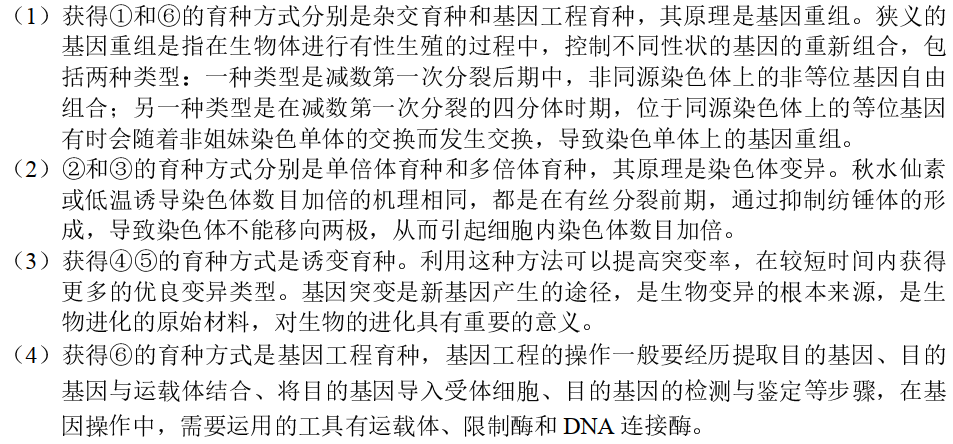 （1）获得①和⑥的育种方式分别是杂交育种和基因工程育种，其原理是基因重组。狭义的
基因重组是指在生物体进行有性生殖的过程中，控制不同性状的基因的重新组合，包
括两种类型：一种类型是减数第一次分裂后期中，非同源染色体上的非等位基因自由
组合；另一种类型是在减数第一次分裂的四分体时期，位于同源染色体上的等位基因
有时会随着非姐妹染色单体的交换而发生交换，导致染色单体上的基因重组。
（2）②和③的育种方式分别是单倍体育种和多倍体育种，其原理是染色体变异。秋水仙素
或低温诱导染色体数目加倍的机理相同，都是在有丝分裂前期，通过抑制纺锤体的形
成，导致染色体不能移向两极，从而引起细胞内染色体数目加倍。
（3）获得④⑤的育种方式是诱变育种。利用这种方法可以提高突变率，在较短时间内获得
更多的优良变异类型。基因突变是新基因产生的途径，是生物变异的根本来源，是生
物进化的原始材料，对生物的进化具有重要的意义。
（4）获得⑥的育种方式是基因工程育种，基因工程的操作一般要经历提取目的基因、目的
基因与运载体结合、将目的基因导入受体细胞、目的基因的检测与鉴定等步骤，在基
因操作中，需要运用的工具有运载体、限制酶和 DNA 连接酶。